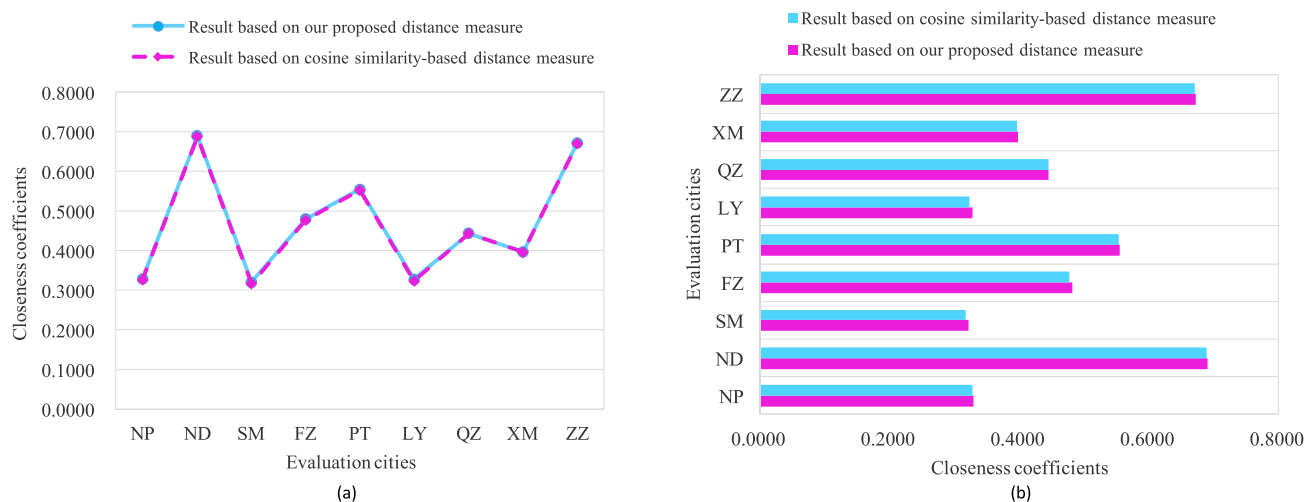 Result based on our proposed distance measure
Result based on cosine similarity-based distance measure
0.8000
0.7000
0.6000
0.5000
0.4000
0.3000
0.2000
0.1000
0.0000
Closeness coefficients
NP ND SM FZ PT LY QZ XM ZZ
Evaluation cities
(a)
Result based on cosine similarity-based distance measure
Result based on our proposed distance measure
Evaluation cities
ZZ
XM
QZ
LY
PT
FZ
SM
ND
NP
0.0000 0.2000 0.4000 0.6000 0.8000
Closeness coefficients
(b)